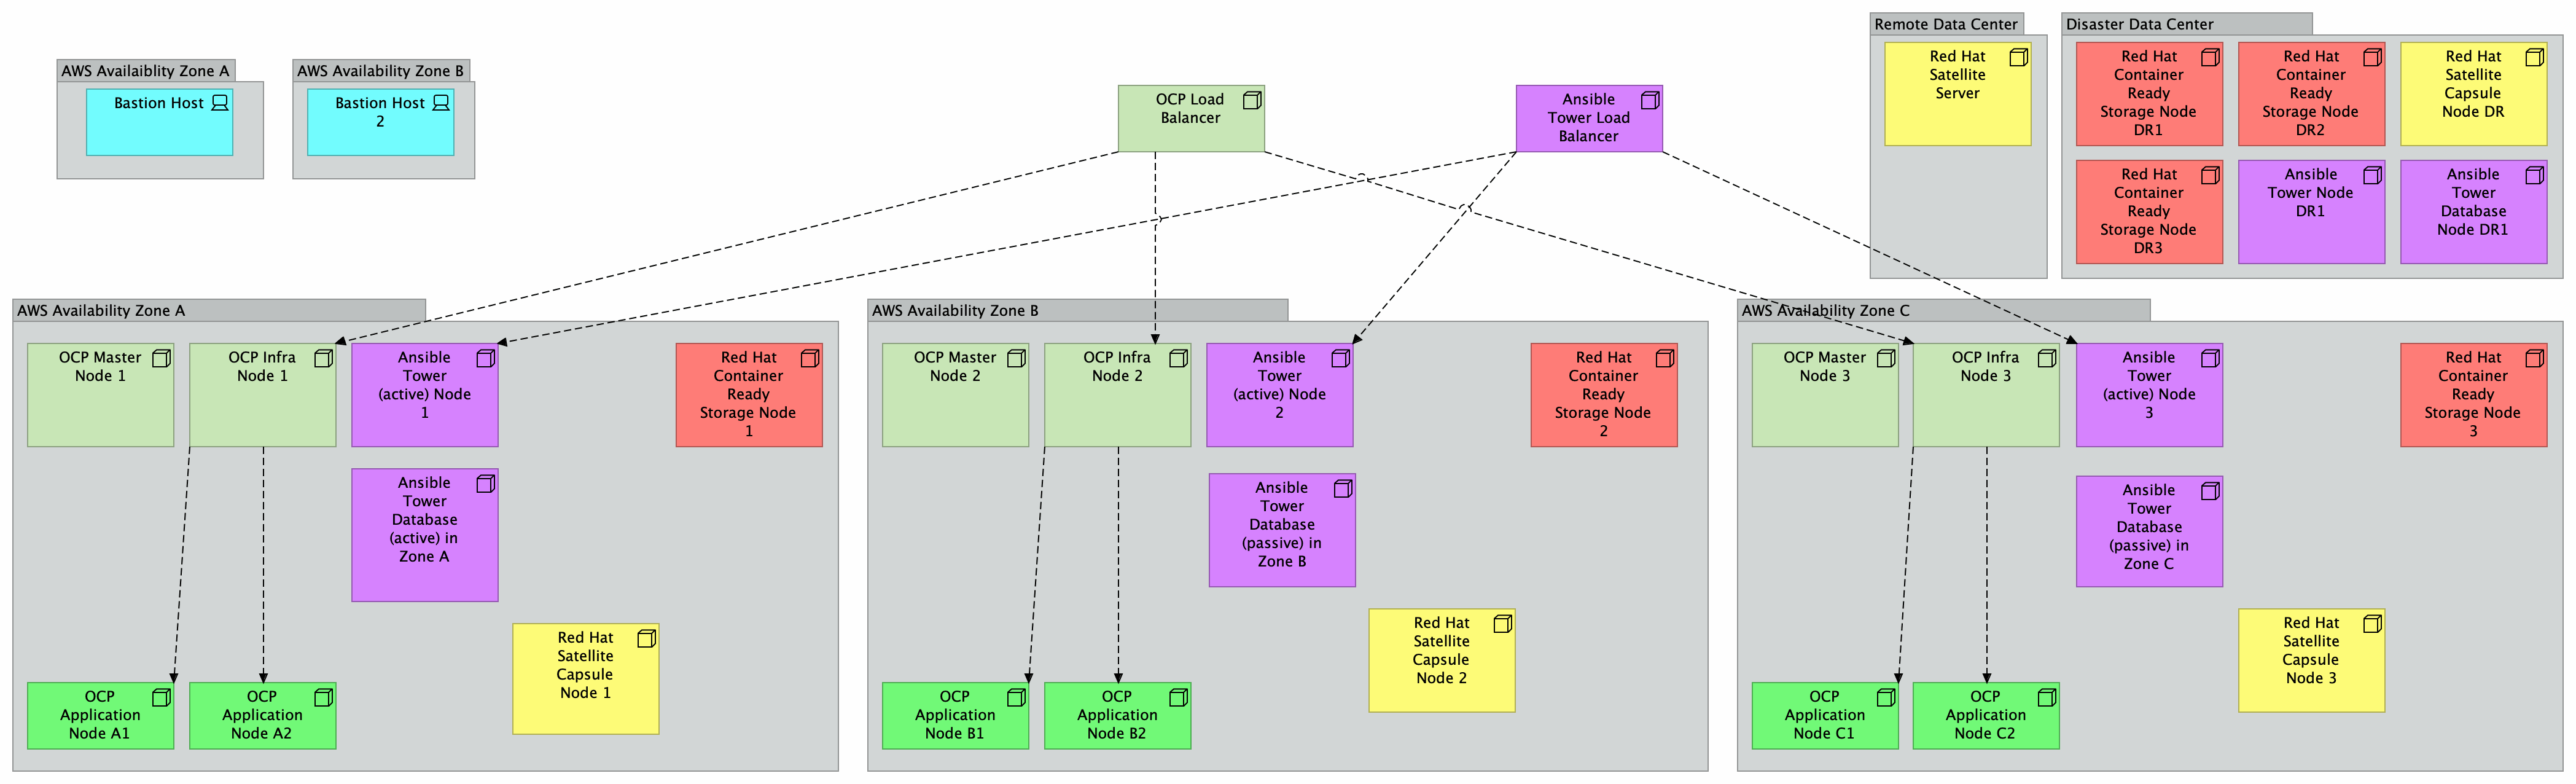 Remote Data Center
Red Hat
Satellite
Server
Disaster Data Center
Red Hat
Container
Ready
Storage Node
DR1
Red Hat
Container
Ready
Storage Node
DR2
Red Hat
Satellite
Capsule
Node DR
Red Hat
Container
Ready
Storage Node
DR3
Ansible
Tower Node
DR1
Ansible
Tower
Database
Node DR1
AWS Availaiblity Zone A
Bastion Host
AWS Availability Zone B
Bastion Host
2
OCP Load
Balancer
Ansible
Tower Load
Balancer
AWS Availability Zone A
OCP Master
Node 1
OCP Infra
Node 1
Ansible
Tower
(active) Node
1
Red Hat
Container
Ready
Storage Node
1
Ansible
Tower
Database
(active) in
Zone A
Red Hat
Satellite
Capsule
Node 1
OCP
Application
Node A1
OCP
Application
Node A2
AWS Availability Zone B
OCP Master
Node 2
OCP Infra
Node 2
Ansible
Tower
(active) Node
2
Red Hat
Container
Ready
Storage Node
2
Ansible
Tower
Database
(passive) in
Zone B
Red Hat
Satellite
Capsule
Node 2
OCP
Application
Node B1
OCP
Application
Node B2
AWS Availability Zone C
OCP Master
Node 3
OCP Infra
Node 3
Ansible
Tower
(active) Node
3
Red Hat
Container
Ready
Storage Node
3
Ansible
Tower
Database
(passive) in
Zone C
Red Hat
Satellite
Capsule
Node 3
OCP
Application
Node C1
OCP
Application
Node C2